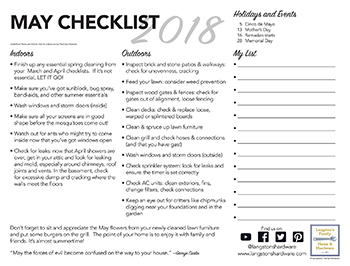 MAY CHECKLIST 2018
Holidays and Events
5 Cinco de Mayo
13 Mother's Day
16 Ramadan starts
28 Memorial Day
Indoors
• Finish up any essential spring cleaning from
your March and April checklists. If it's not
essential, LET IT GO!
• Make sure you've got sunblock, bug spray,
band-aids, and other summer essentials
• Wash windows and storm doors (inside)
• Make sure all your screens are in good
shape before the mosquitoes come out!
• Watch out for ants who might try to come
inside now that you've got windows open
• Check for leaks now that April showers are
over, get in your attic and look for leaking
and mold, especially around chimneys, roof
joints and vents. In the basement, check
for excessive damp and cracking where the
walls meet the floors
Outdoors
• Inspect brick and stone patios & walkways:
check for unevenness, cracking
• Feed your lawn: consider weed prevention
• Inspect wood gates & fences: check for
gaps out of alignment, loose fencing
• Clean decks: check & replace loose,
warped or splintered boards
• Clean & spruce up lawn furniture
• Clean grill and check hoses & connections
(and that you have gas!)
• Wash windows and storm doors (outside)
• Check sprinkler system: look for leaks and
ensure the timer is set correctly
• Check AC units: clean exteriors, fins,
change filters, check connections
• Keep an eye out for critters like chipmunks
digging near your foundations and in the
garden
My List
Don't forget to sit and appreciate the May flowers from your newly cleaned lawn furniture
and put some burgers on the grill. The point of your home is to enjoy it with family and
friends. It's almost summertime!
"May the forces of evil become confused on the way to your house." —George Carlin
Find us on
@langstonshardware
www.langstonshardware.com
Langston's
Family
Home &
Hardware